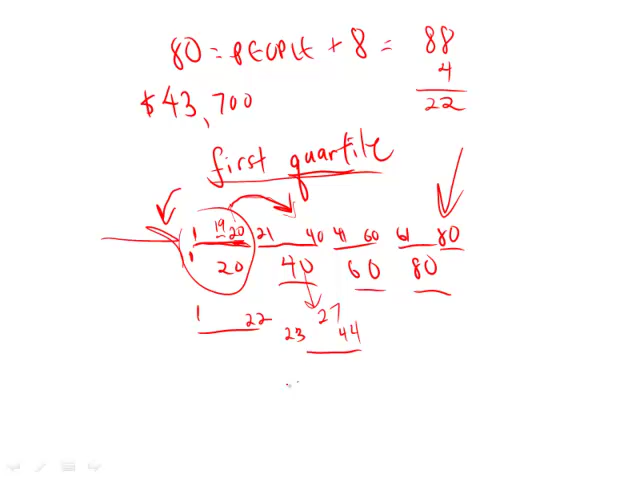 80 = PEOPLE + 8 = 88
4
22
$43,700
first quartile
1 19 20 21 40 41 60 61 80
1 20 40 60 80
1 22 23 27 44